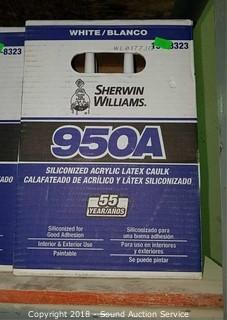 WHITE/BLANCO
8323
-8323
SHERWIN
WILLIAMS.
950A
SILICONIZED ACRYLIC LATEX CAULK
CALAFATEADO DE ACRÍLICO Y LÁTEX SILICONIZADO
55
YEAR/AÑOS
Siliconized for
Good Adhesion
Siliconizado para
una buena adhesión
Interior & Exterior Use
Para uso en interiores
y exteriores
Paintable
Se puede pintar
Copyright 2018 - Sound Auction Service